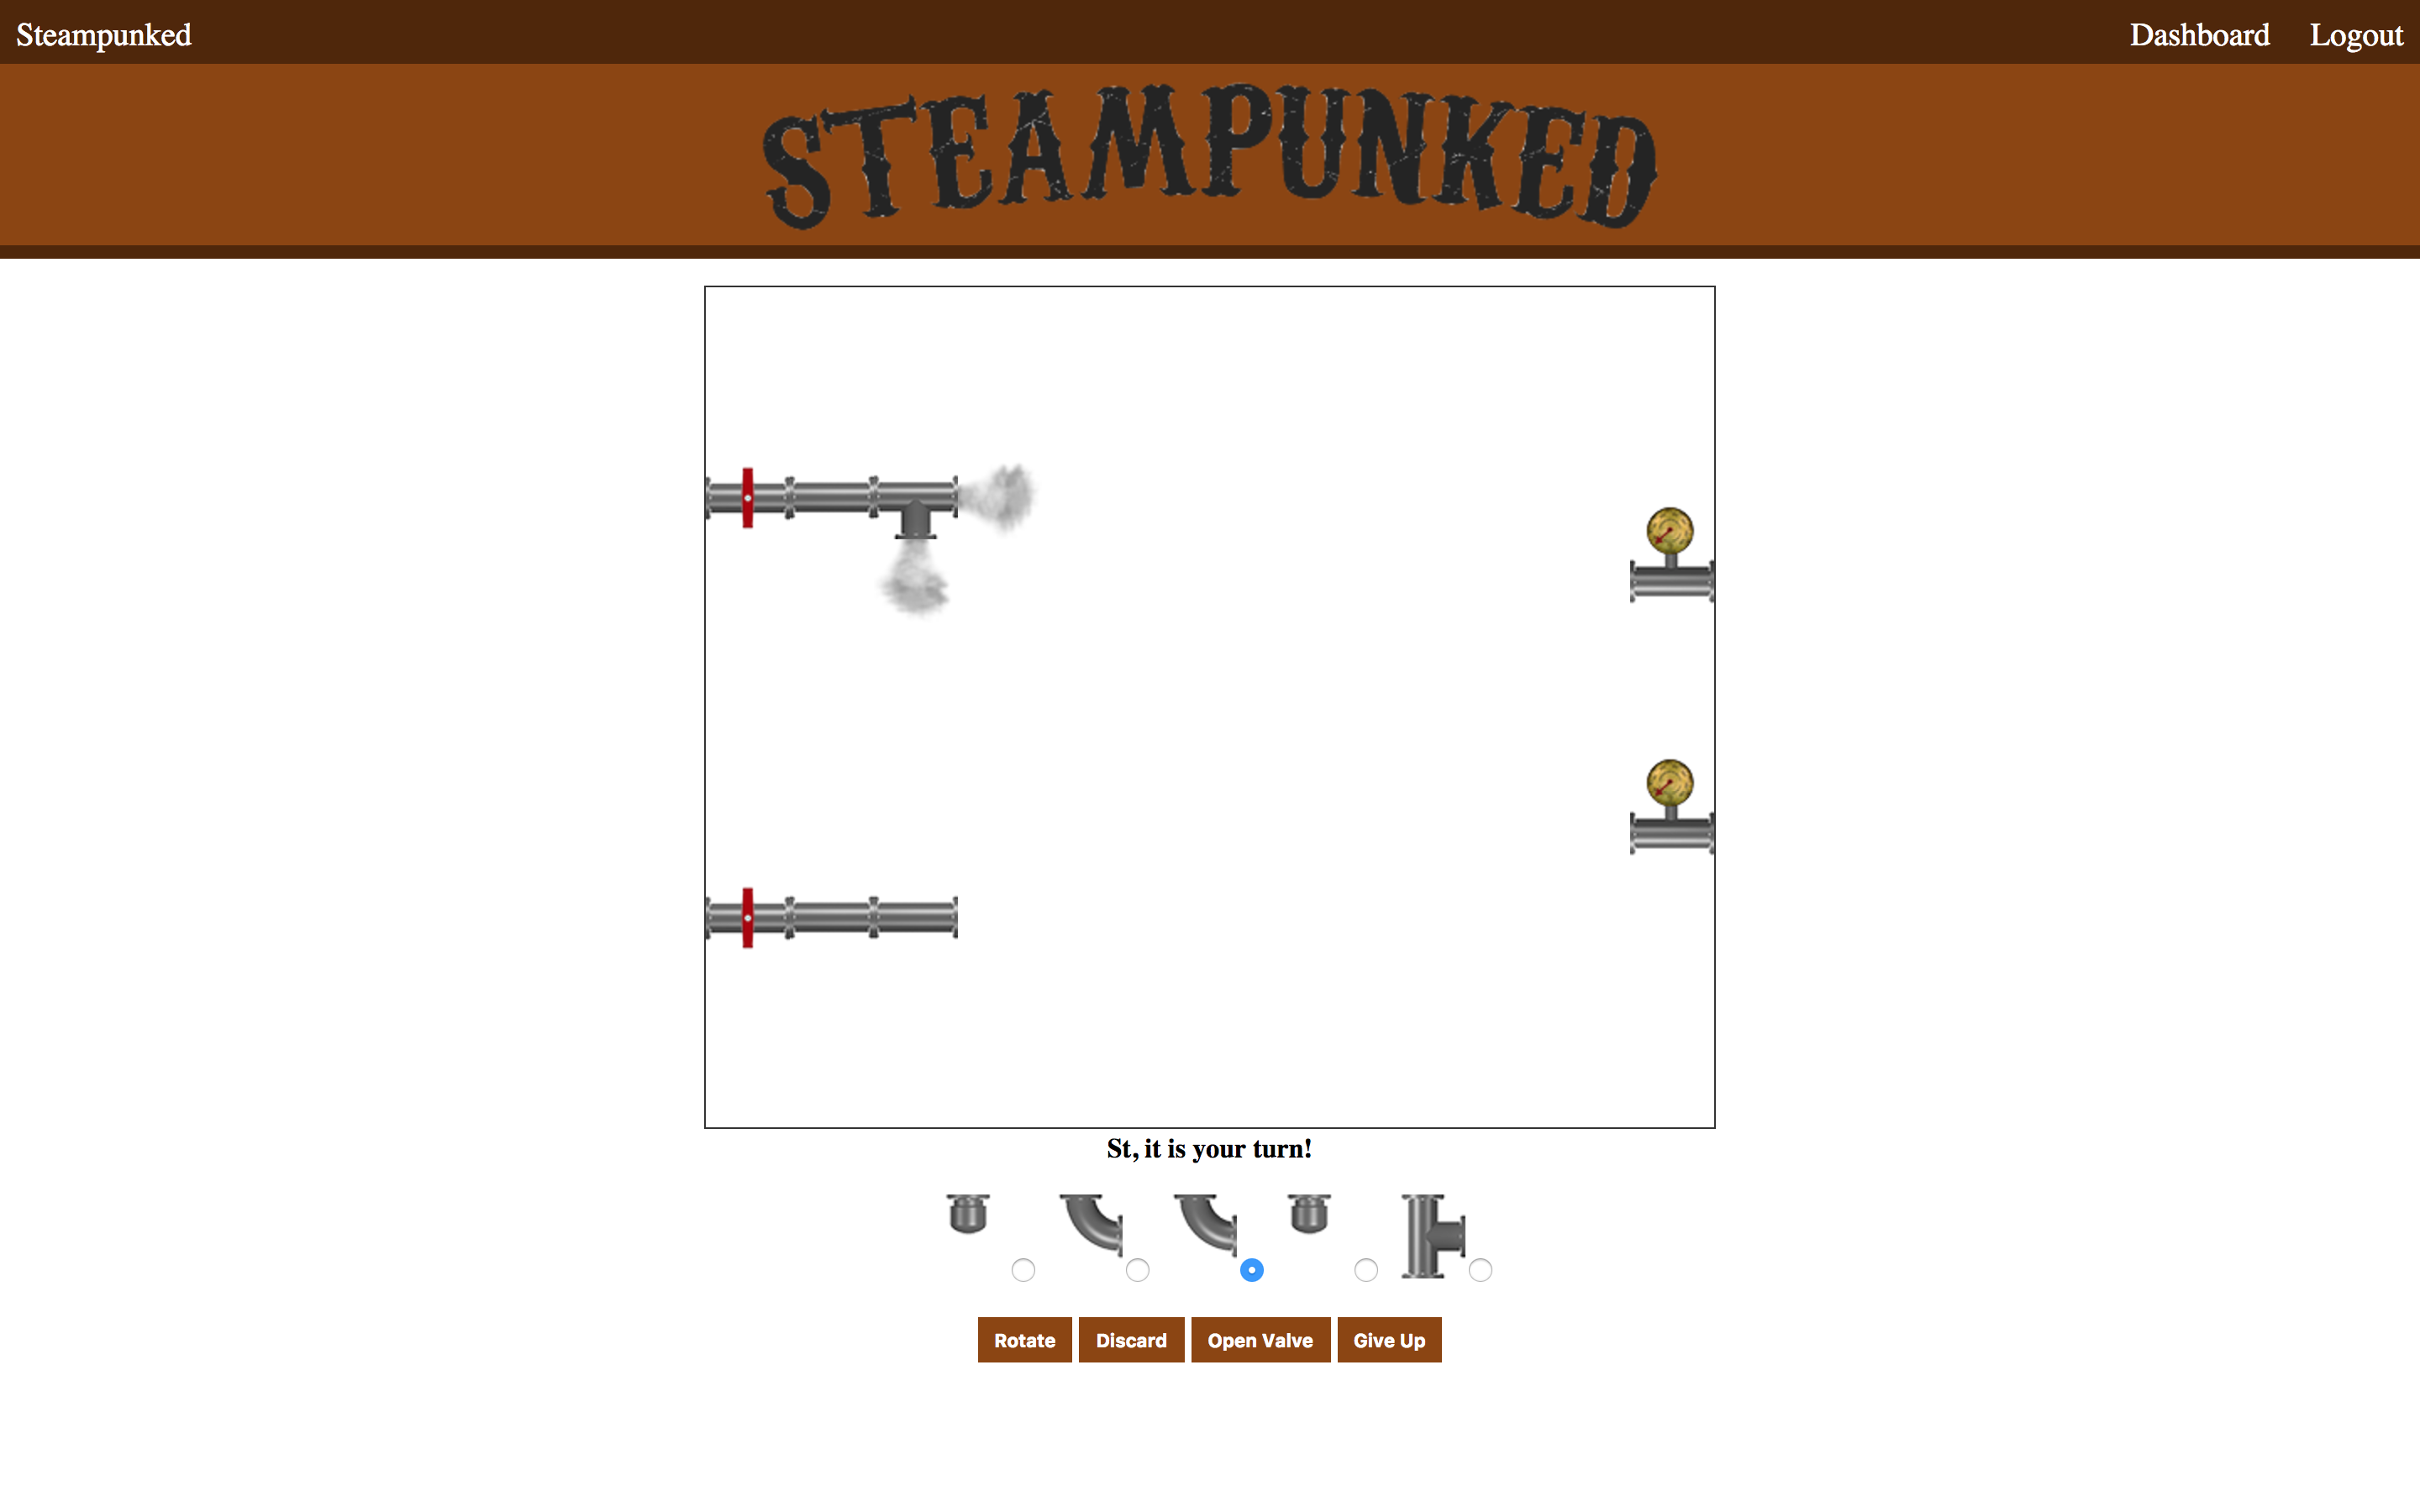 Steampunked
Dashboard
Logout
STEAMPUNKED
St, it is your turn!
Rotate
Discard
Open Valve
Give Up